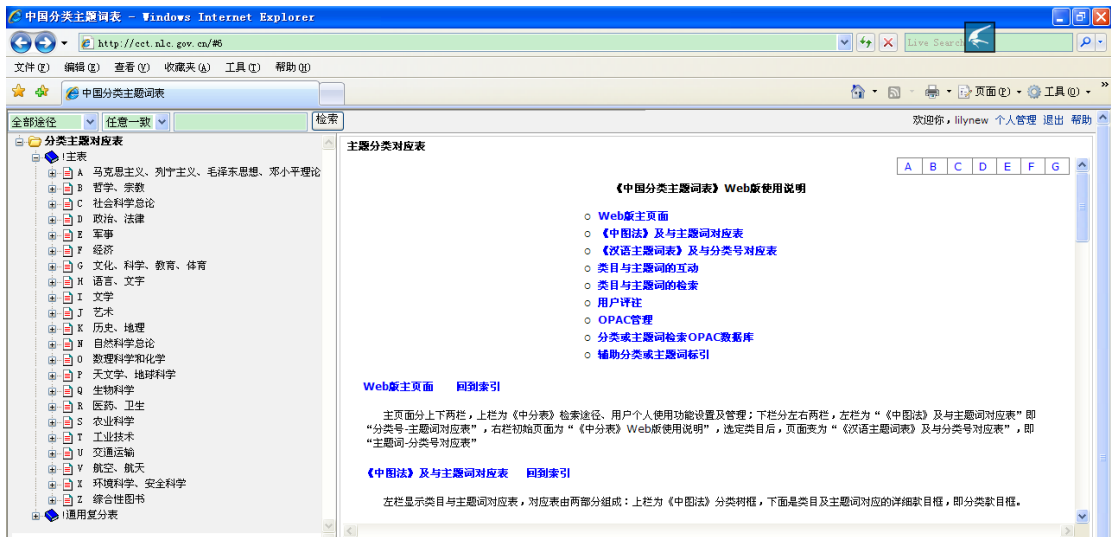 中国分类主题词表 - Windows Internet Explorer
http://cct.nlc.gov.cn/#6
Live Search
文件(F) 编辑(E) 查看(V) 收藏夹(A) 工具(T) 帮助(H)
中国分类主题词表
页面(P) 工具(O)
全部途径 任意一致 检索 欢迎你，lilynew 个人管理 退出 帮助
分类主题对应表
!主表
A 马克思主义、列宁主义、毛泽东思想、邓小平理论
B 哲学、宗教
C 社会科学总论
D 政治、法律
E 军事
F 经济
G 文化、科学、教育、体育
H 语言、文字
I 文学
J 艺术
K 历史、地理
N 自然科学总论
O 数理科学和化学
P 天文学、地球科学
Q 生物科学
R 医药、卫生
S 农业科学
T 工业技术
U 交通运输
V 航空、航天
X 环境科学、安全科学
Z 综合性图书
!通用复分表
主题分类对应表
A B C D E F G
《中国分类主题词表》Web版使用说明
Web版主页面
《中图法》及与主题词对应表
《汉语主题词表》及与分类号对应表
类目与主题词的互动
类目与主题词的检索
用户评注
OPAC管理
分类或主题词检索OPAC数据库
辅助分类或主题词标引
Web版主页面 回到索引
主页面分上下两栏，上栏为《中分表》检索途径、用户个人使用功能设置及管理；下栏分左右两栏，左栏为“《中图法》及与主题词对应表”即
“分类号-主题词对应表”，右栏初始页面为“《中分表》Web版使用说明”，选定类目后，页面变为“《汉语主题词表》及与分类号对应表”，即
“主题词-分类号对应表”
《中图法》及与主题词对应表 回到索引
左栏显示类目与主题词对应表，对应表由两部分组成：上栏为《中图法》分类树框，下面是类目及主题词对应的详细款目框，即分类款目框。